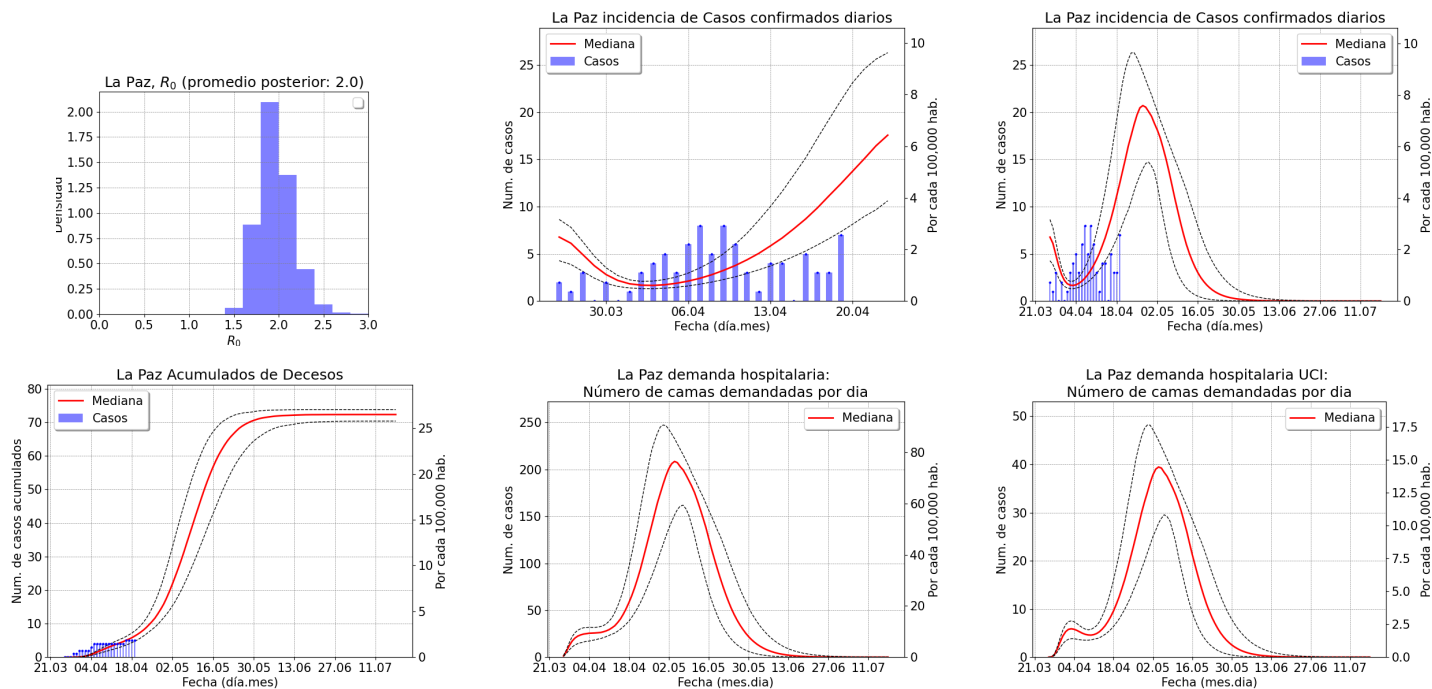 La Paz, R₀ (promedio posterior: 2.0)
2.00
1.75
1.50
1.25
1.00
0.75
0.50
0.25
0.00
Densidad
0.0 0.5 1.0 1.5 2.0 2.5 3.0
R₀
La Paz incidencia de Casos confirmados diarios
Mediana
Casos
25
20
15
10
5
0
Num. de casos
10
8
6
4
2
0
Por cada 100,000 hab.
30.03 06.04 13.04 20.04
Fecha (día.mes)
La Paz incidencia de Casos confirmados diarios
Mediana
Casos
25
20
15
10
5
0
Num. de casos
10
8
6
4
2
0
Por cada 100,000 hab.
21.03 04.04 18.04 02.05 16.05 30.05 13.06 27.06 11.07
Fecha (día.mes)
La Paz Acumulados de Decesos
Mediana
Casos
80
70
60
50
40
30
20
10
0
Num. de casos acumulados
25
20
15
10
5
0
Por cada 100,000 hab.
21.03 04.04 18.04 02.05 16.05 30.05 13.06 27.06 11.07
Fecha (día.mes)
La Paz demanda hospitalaria:
Número de camas demandadas por dia
Mediana
250
200
150
100
50
0
Num. de casos
80
60
40
20
0
Por cada 100,000 hab.
21.03 04.04 18.04 02.05 16.05 30.05 13.06 27.06 11.07
Fecha (mes.dia)
La Paz demanda hospitalaria UCI:
Número de camas demandadas por dia
Mediana
50
40
30
20
10
0
Num. de casos
17.5
15.0
12.5
10.0
7.5
5.0
2.5
0.0
Por cada 100,000 hab.
21.03 04.04 18.04 02.05 16.05 30.05 13.06 27.06 11.07
Fecha (mes.dia)